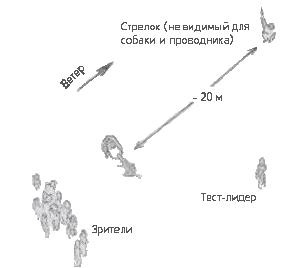 Стрелок (не видимый для
собаки и проводника)
Ветер
~ 20 м
Тест-лидер
Зрители